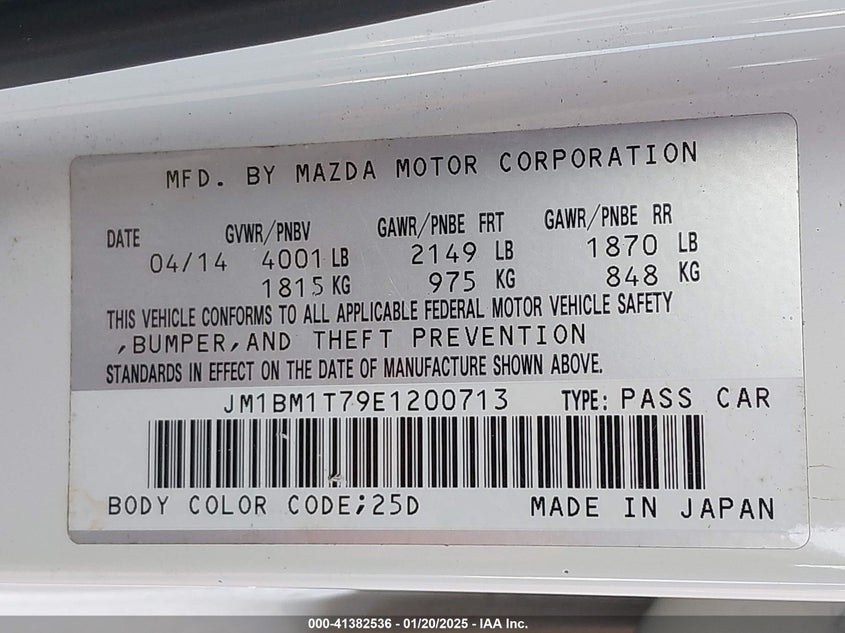 MFD. BY MAZDA MOTOR CORPORATION
DATE GVWR/PNBV GAWR/PNBE FRT GAWR/PNBE RR
04/14 4001 LB 2149 LB 1870 LB
1815 KG 975 KG 848 KG
THIS VEHICLE CONFORMS TO ALL APPLICABLE FEDERAL MOTOR VEHICLE SAFETY
,BUMPER,AND THEFT PREVENTION
STANDARDS IN EFFECT ON THE DATE OF MANUFACTURE SHOWN ABOVE.
JM1BM1T79E1200713 TYPE: PASS CAR
BODY COLOR CODE;25D MADE IN JAPAN
000-41382536 - 01/20/2025 - IAA Inc.